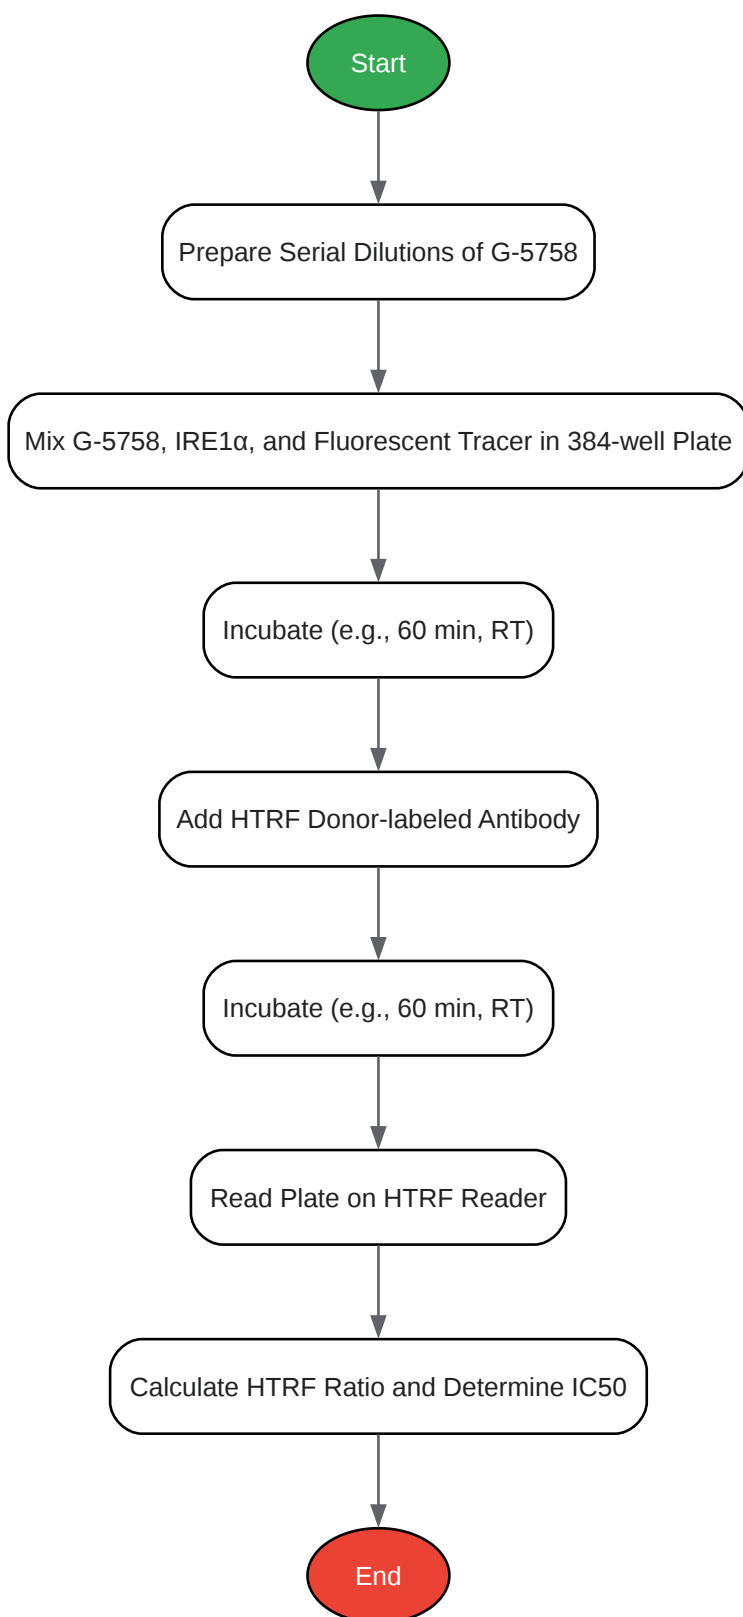 Start
Prepare Serial Dilutions of G-5758
Mix G-5758, IRE1α, and Fluorescent Tracer in 384-well Plate
Incubate (e.g., 60 min, RT)
Add HTRF Donor-labeled Antibody
Incubate (e.g., 60 min, RT)
Read Plate on HTRF Reader
Calculate HTRF Ratio and Determine IC50
End